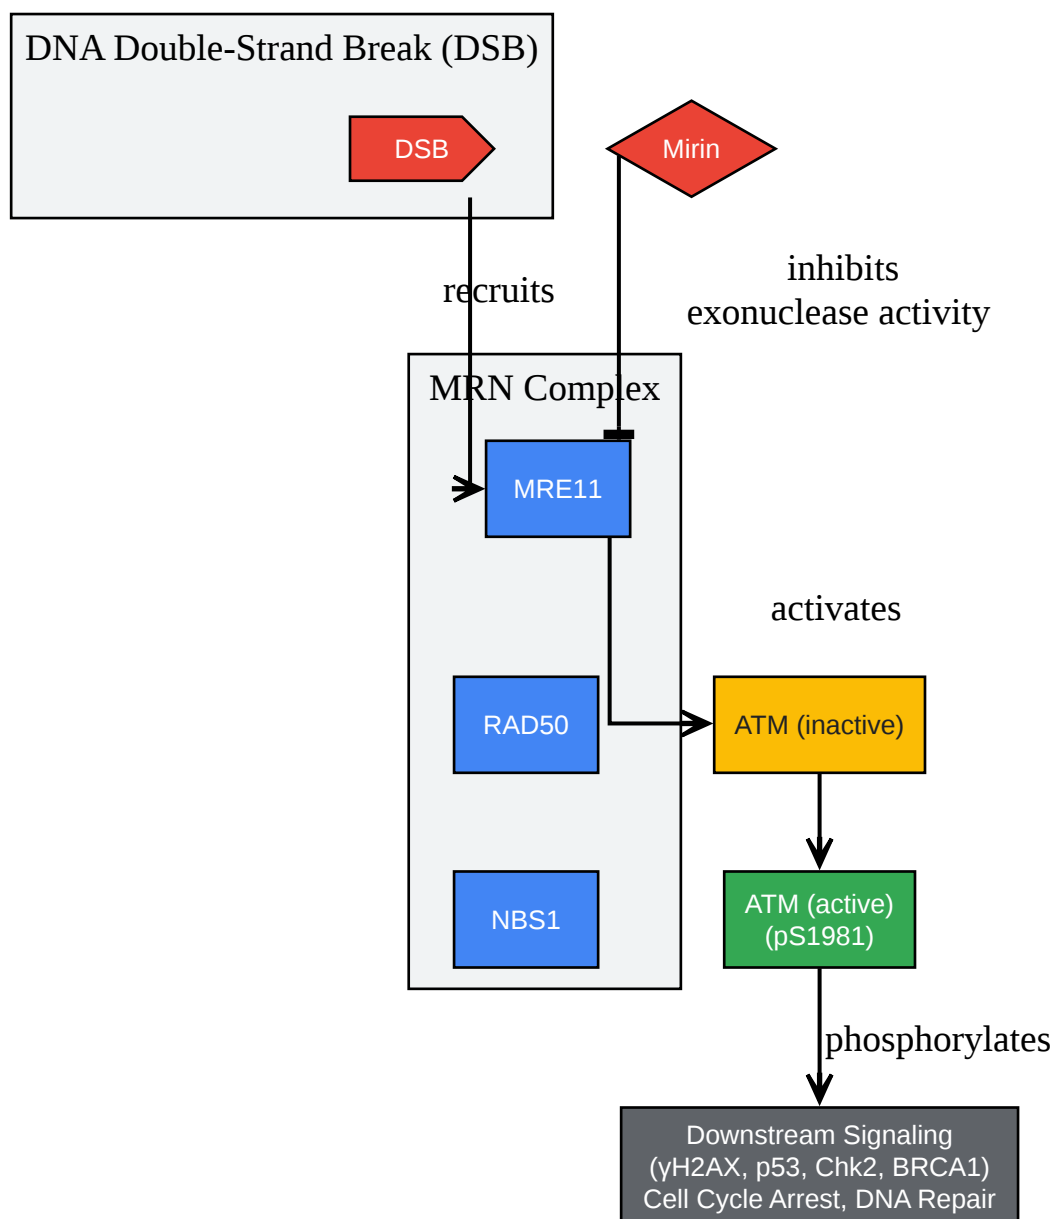 DNA Double-Strand Break (DSB)
DSB
Mirin
recruits
inhibits
exonuclease activity
MRN Complex
MRE11
activates
RAD50
ATM (inactive)
NBS1
ATM (active)
(pS1981)
phosphorylates
Downstream Signaling
(γH2AX, p53, Chk2, BRCA1)
Cell Cycle Arrest, DNA Repair